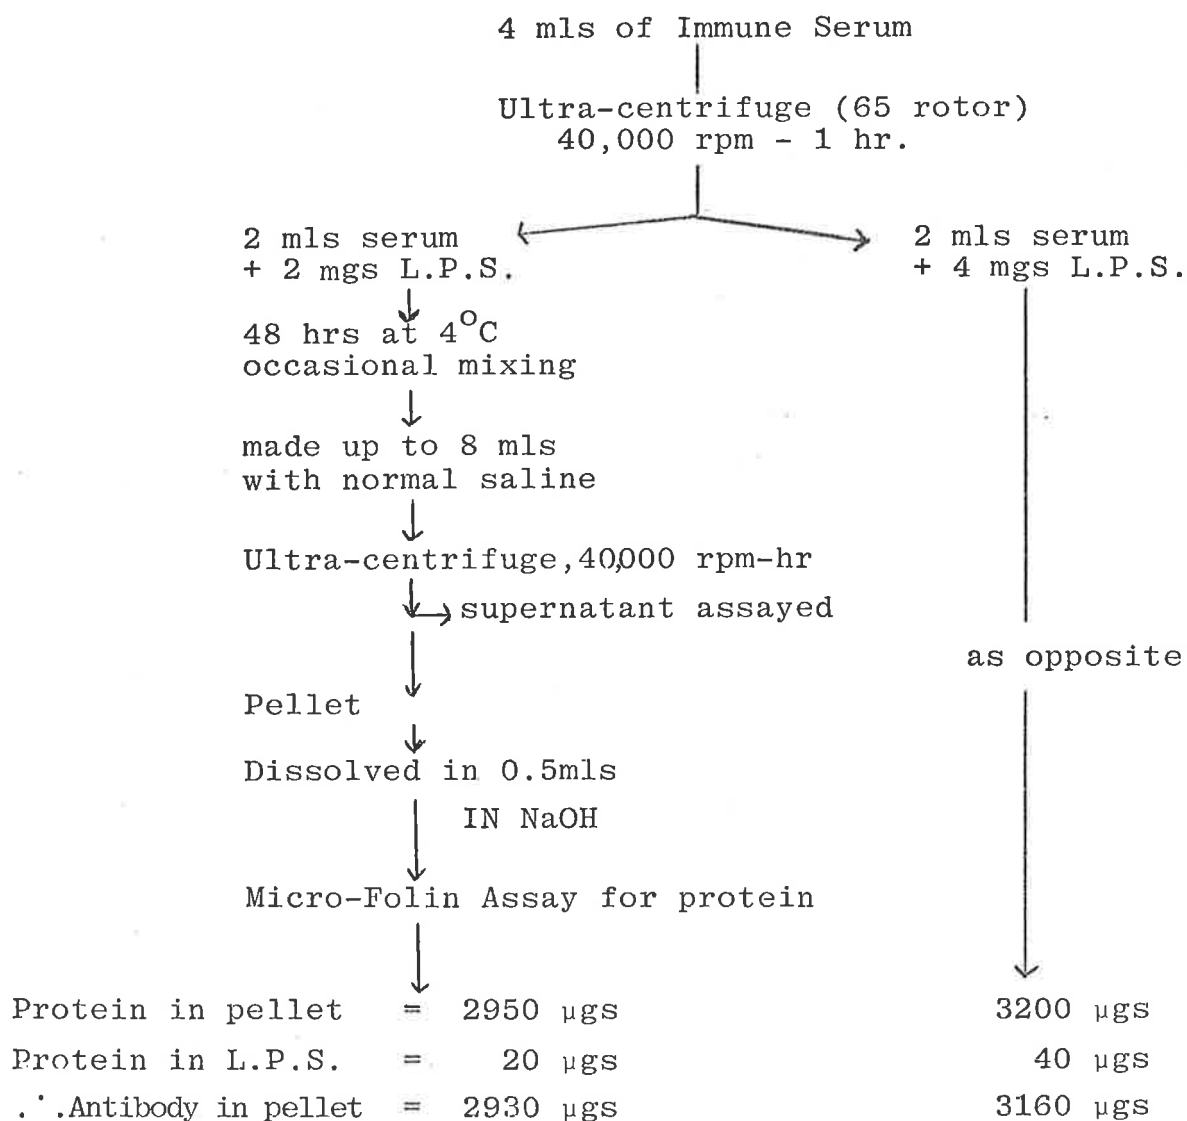 4 mls of Immune Serum
Ultra-centrifuge (65 rotor)
40,000 rpm - 1 hr.
2 mls serum
+ 2 mgs L.P.S.
2 mls serum
+ 4 mgs L.P.S.
48 hrs at 4°C
occasional mixing
made up to 8 mls
with normal saline
Ultra-centrifuge,40,000 rpm-hr
supernatant assayed
as opposite
Pellet
Dissolved in 0.5mls
IN NaOH
Micro-Folin Assay for protein
Protein in pellet = 2950 µgs 3200 µgs
Protein in L.P.S. = 20 µgs 40 µgs
.˙.Antibody in pellet = 2930 µgs 3160 µgs